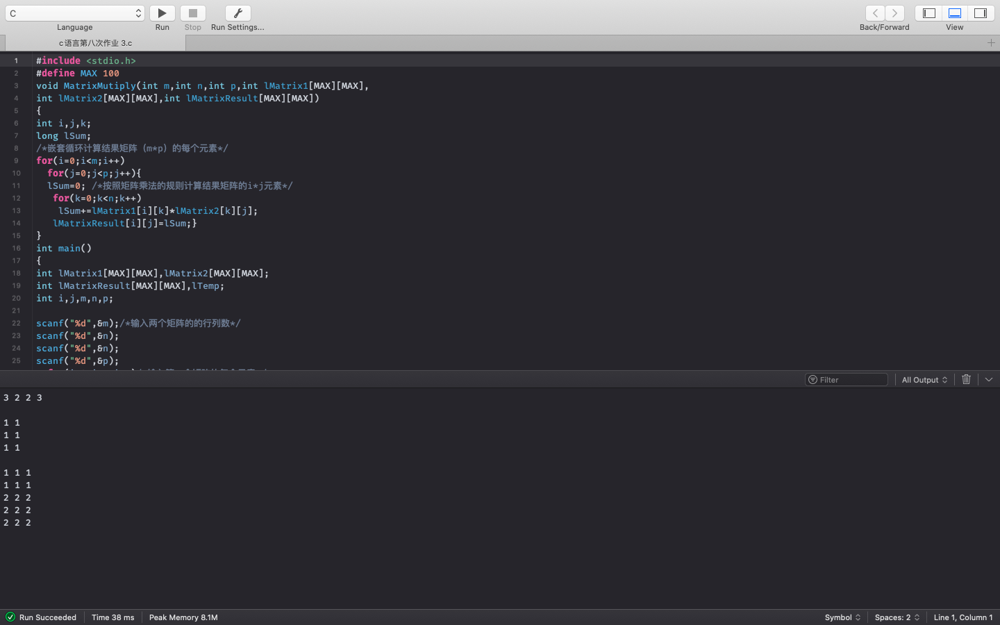 C
Language
Run
Stop
Run Settings...
Back/Forward
View
c语言第八次作业 3.c
1 #include <stdio.h>
2 #define MAX 100
3 void MatrixMutiply(int m,int n,int p,int lMatrix1[MAX][MAX],
4 int lMatrix2[MAX][MAX],int lMatrixResult[MAX][MAX])
5 {
6 int i,j,k;
7 long lSum;
8 /*嵌套循环计算结果矩阵（m*p）的每个元素*/
9 for(i=0;i<m;i++)
10 for(j=0;j<p;j++){
11 lSum=0; /*按照矩阵乘法的规则计算结果矩阵的i*j元素*/
12 for(k=0;k<n;k++)
13 lSum+=lMatrix1[i][k]*lMatrix2[k][j];
14 lMatrixResult[i][j]=lSum;}
15 }
16 int main()
17 {
18 int lMatrix1[MAX][MAX],lMatrix2[MAX][MAX];
19 int lMatrixResult[MAX][MAX],lTemp;
20 int i,j,m,n,p;
21
22 scanf("%d",&m);/*输入两个矩阵的的行列数*/
23 scanf("%d",&n);
24 scanf("%d",&n);
25 scanf("%d",&p);
Filter
All Output
3 2 2 3
1 1
1 1
1 1
1 1 1
1 1 1
2 2 2
2 2 2
2 2 2
Run Succeeded
Time 38 ms
Peak Memory 8.1M
Symbol
Spaces: 2
Line 1, Column 1